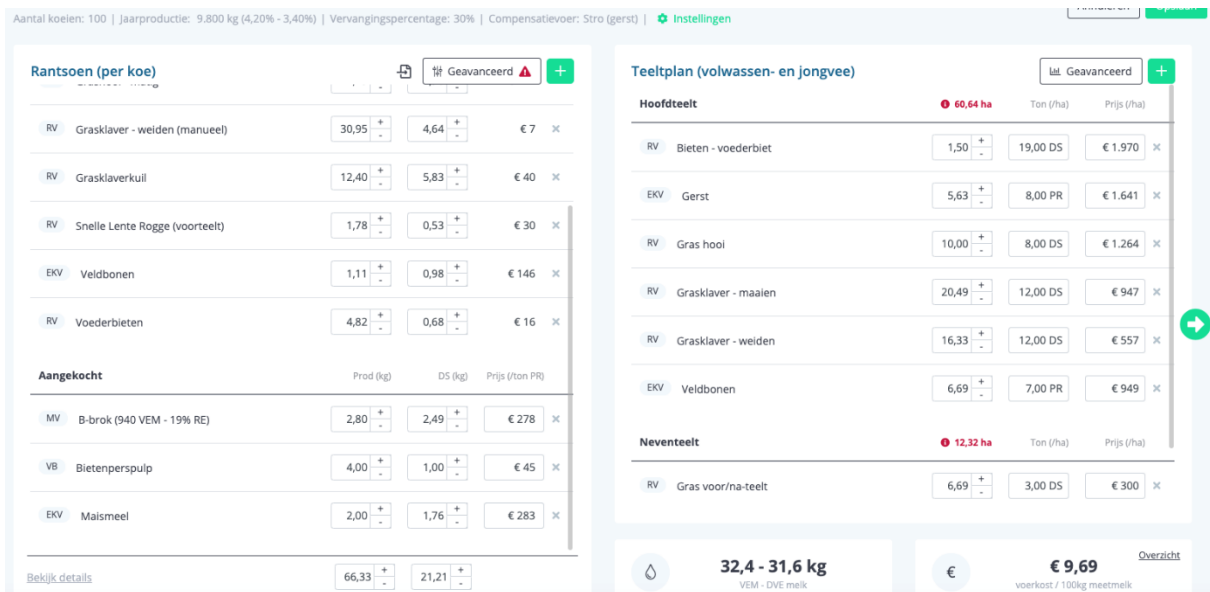 Aantal koeien: 100 | Jaarproductie: 9.800 kg (4,20% - 3,40%) | Vervangingspercentage: 30% | Compensatievoer: Stro (gerst) | Instellingen
Rantsoen (per koe)
Geavanceerd
+
RV Grasklaver - weiden (manueel) 30,95 + - 4,64 + - € 7 ×
RV Grasklaverkuil 12,40 + - 5,83 + - € 40 ×
RV Snelle Lente Rogge (voorteelt) 1,78 + - 0,53 + - € 30 ×
EKV Veldbonen 1,11 + - 0,98 + - € 146 ×
RV Voederbieten 4,82 + - 0,68 + - € 16 ×
Aangekocht Prod (kg) DS (kg) Prijs (/ton PR)
MV B-brok (940 VEM - 19% RE) 2,80 + - 2,49 + - € 278 ×
VB Bietenperspulp 4,00 + - 1,00 + - € 45 ×
EKV Maismeel 2,00 + - 1,76 + - € 283 ×
Bekijk details 66,33 + - 21,21 + -
Teeltplan (volwassen- en jongvee)
Geavanceerd
+
Hoofdteelt 60,64 ha Ton (/ha) Prijs (/ha)
RV Bieten - voederbiet 1,50 + - 19,00 DS € 1.970 ×
EKV Gerst 5,63 + - 8,00 PR € 1.641 ×
RV Gras hooi 10,00 + - 8,00 DS € 1.264 ×
RV Grasklaver - maaien 20,49 + - 12,00 DS € 947 ×
RV Grasklaver - weiden 16,33 + - 12,00 DS € 557 ×
EKV Veldbonen 6,69 + - 7,00 PR € 949 ×
Neventeelt 12,32 ha Ton (/ha) Prijs (/ha)
RV Gras voor/na-teelt 6,69 + - 3,00 DS € 300 ×
32,4 - 31,6 kg
VEM - DVE melk
€
€ 9,69
Overzicht
voerkost / 100kg meetmelk